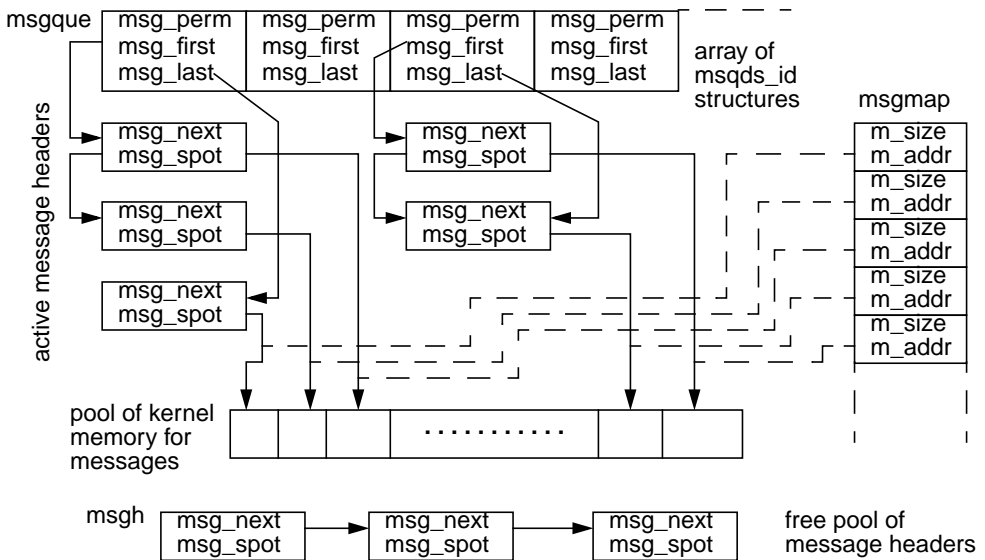 msgque
msg_perm
msg_first
msg_last
msg_perm
msg_first
msg_last
msg_perm
msg_first
msg_last
msg_perm
msg_first
msg_last
array of
msqds_id
structures
msgmap
m_size
m_addr
m_size
m_addr
m_size
m_addr
m_size
m_addr
m_size
m_addr
active message headers
msg_next
msg_spot
msg_next
msg_spot
msg_next
msg_spot
msg_next
msg_spot
msg_next
msg_spot
pool of kernel
memory for
messages
...........
msgh
msg_next
msg_spot
msg_next
msg_spot
msg_next
msg_spot
free pool of
message headers